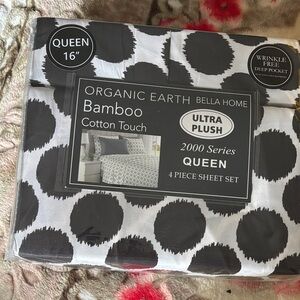 QUEEN
16"
WRINKLE
FREE
DEEP POCKET
ORGANIC EARTH BELLA HOME
Bamboo
Cotton Touch
ULTRA
PLUSH
2000 Series
QUEEN
4 PIECE SHEET SET